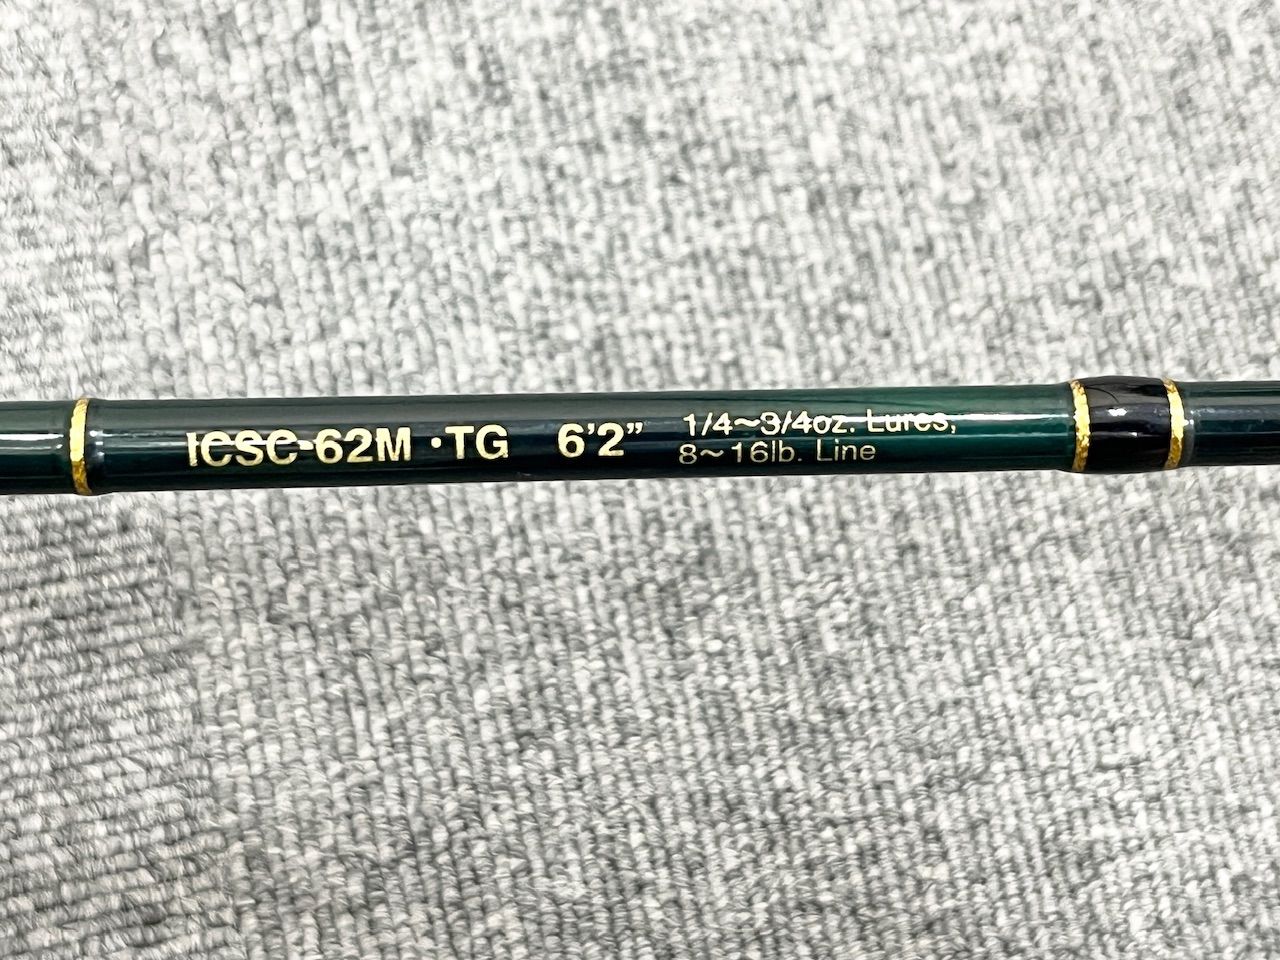 ICSC-62M ·TG 6'2" 1/4~3/4oz. Lures,
8~16lb. Line